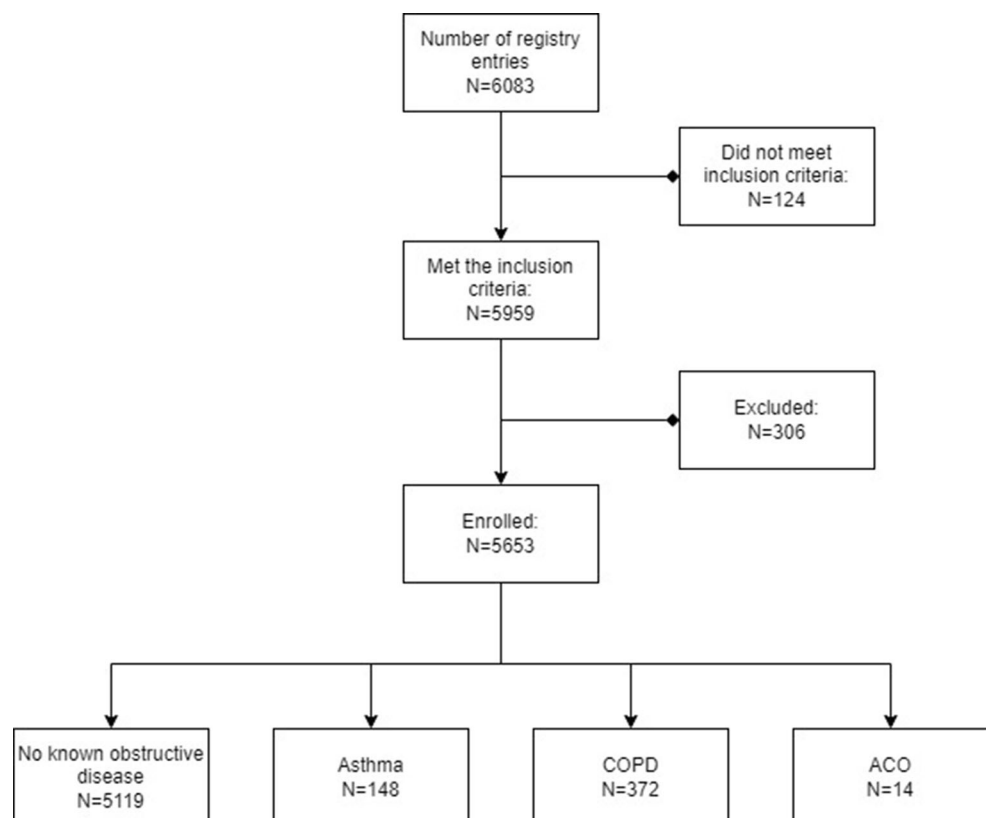 Number of registry
entries
N=6083
Did not meet
inclusion criteria:
N=124
Met the inclusion
criteria:
N=5959
Excluded:
N=306
Enrolled:
N=5653
No known obstructive
disease
N=5119
Asthma
N=148
COPD
N=372
ACO
N=14